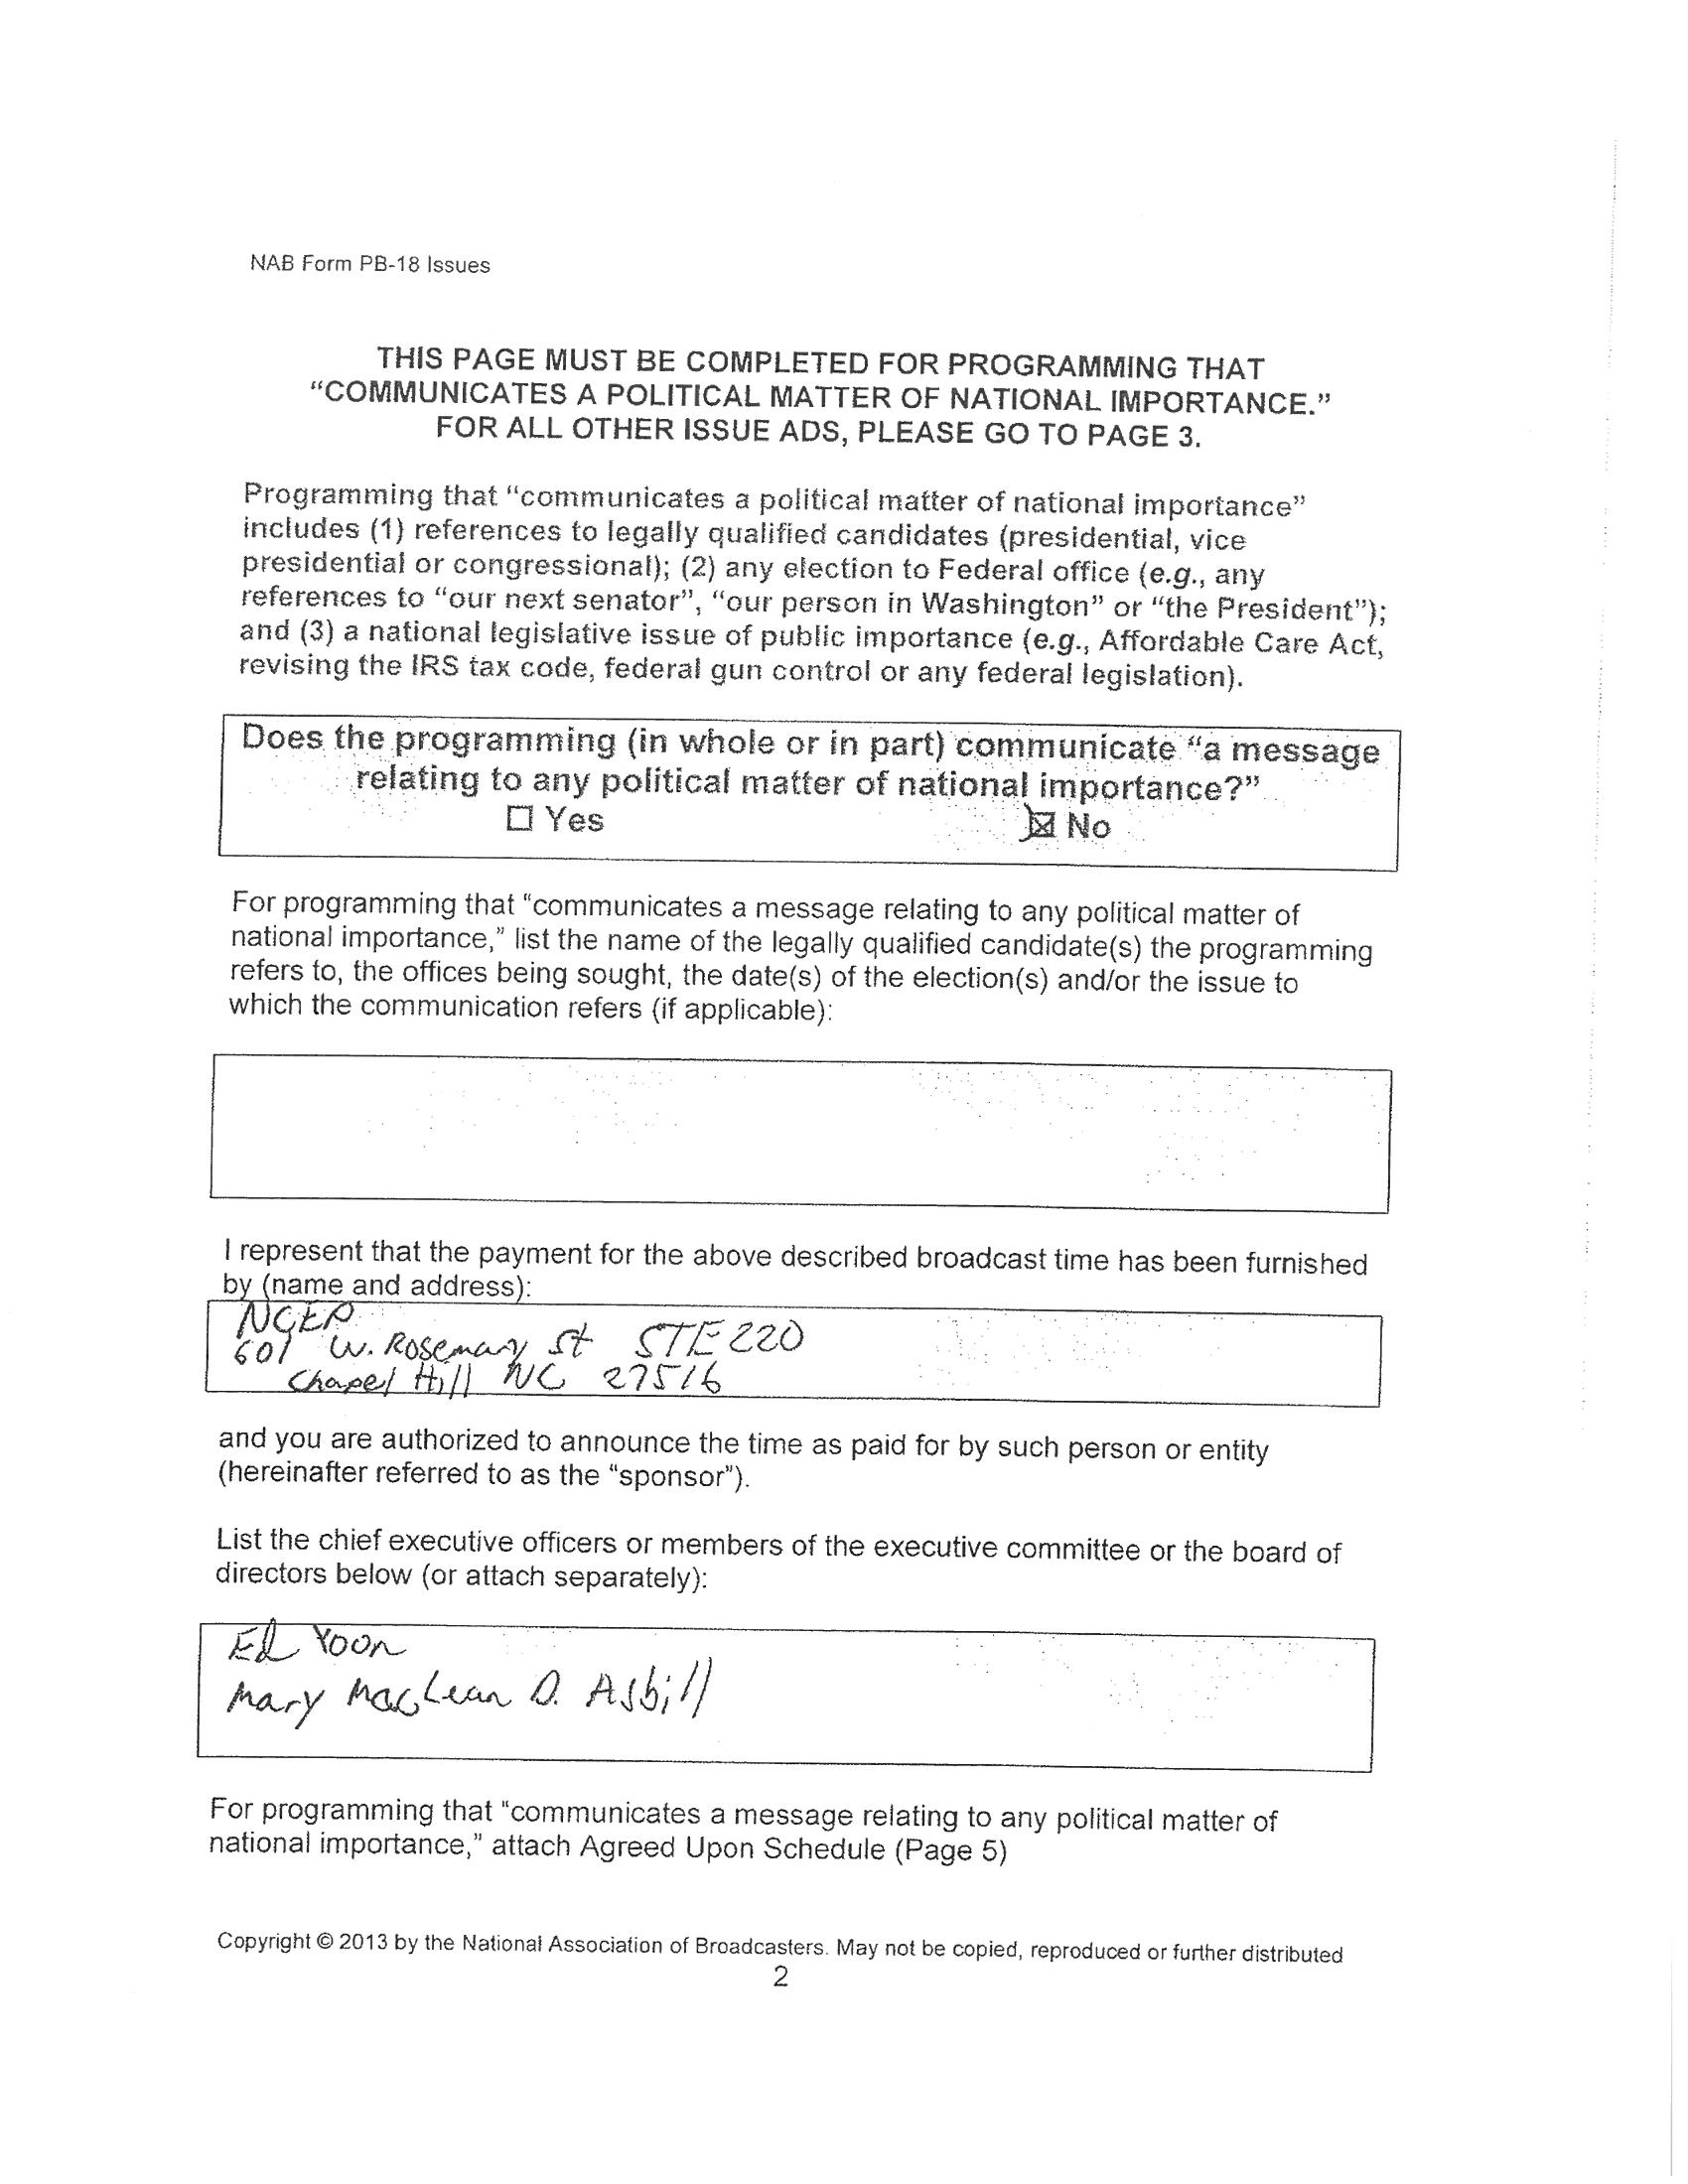 NAB Form PB-18 Issues
THIS PAGE MUST BE COMPLETED FOR PROGRAMMING THAT
“COMMUNICATES A POLITICAL MATTER OF NATIONAL IMPORTANCE.”
FOR ALL OTHER ISSUE ADS, PLEASE GO TO PAGE 3.
Programming that “communicates a political matter of national importance”
includes (1) references to legally qualified candidates (presidential, vice
presidential or congressional); (2) any election to Federal office (e.g., any
references to “our next senator”, “our person in Washington” or “the President”);
and (3) a national legislative issue of public importance (e.g., Affordable Care Act,
revising the IRS tax code, federal gun control or any federal legislation).
Does the programming (in whole or in part) communicate “a message
relating to any political matter of national importance?”
☐ Yes ☒ No
For programming that “communicates a message relating to any political matter of
national importance,” list the name of the legally qualified candidate(s) the programming
refers to, the offices being sought, the date(s) of the election(s) and/or the issue to
which the communication refers (if applicable):
I represent that the payment for the above described broadcast time has been furnished
by (name and address):
NCEP
601 W. Rosemary St STE 220
Chapel Hill NC 27516
and you are authorized to announce the time as paid for by such person or entity
(hereinafter referred to as the “sponsor”).
List the chief executive officers or members of the executive committee or the board of
directors below (or attach separately):
Ed Yoon
Mary MacLean D. Asbill
For programming that “communicates a message relating to any political matter of
national importance,” attach Agreed Upon Schedule (Page 5)
Copyright © 2013 by the National Association of Broadcasters. May not be copied, reproduced or further distributed
2